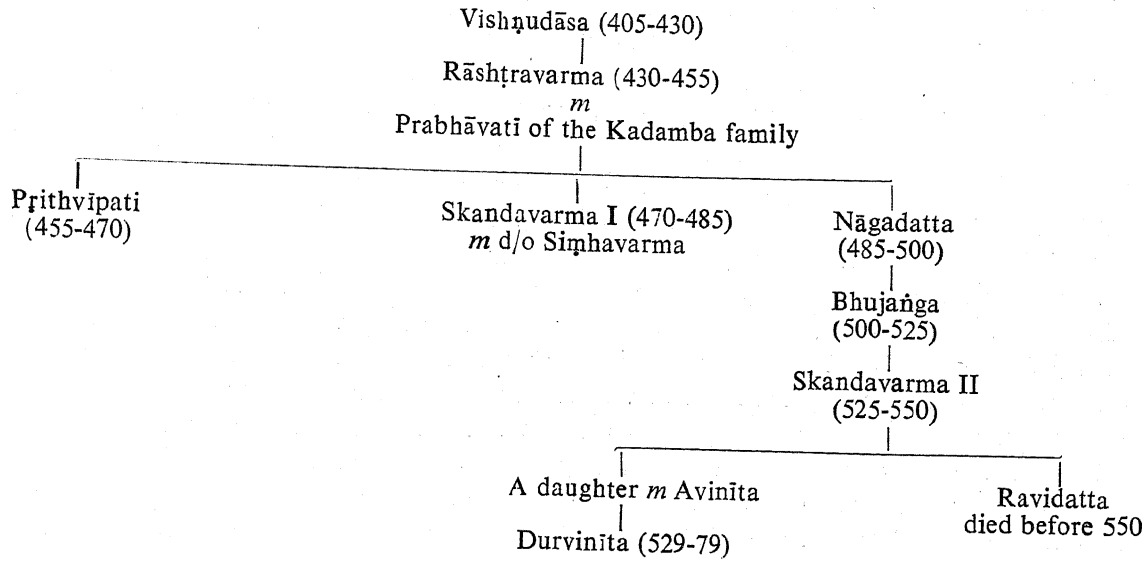 Vishṇudāsa (405-430)
Rāshṭravarma (430-455)
m
Prabhāvatī of the Kadamba family
Pṛithvīpati
(455-470)
Skandavarma I (470-485)
m d/o Siṃhavarma
Nāgadatta
(485-500)
Bhujaṅga
(500-525)
Skandavarma II
(525-550)
A daughter m Avinīta
Durvinīta (529-79)
Ravidatta
died before 550